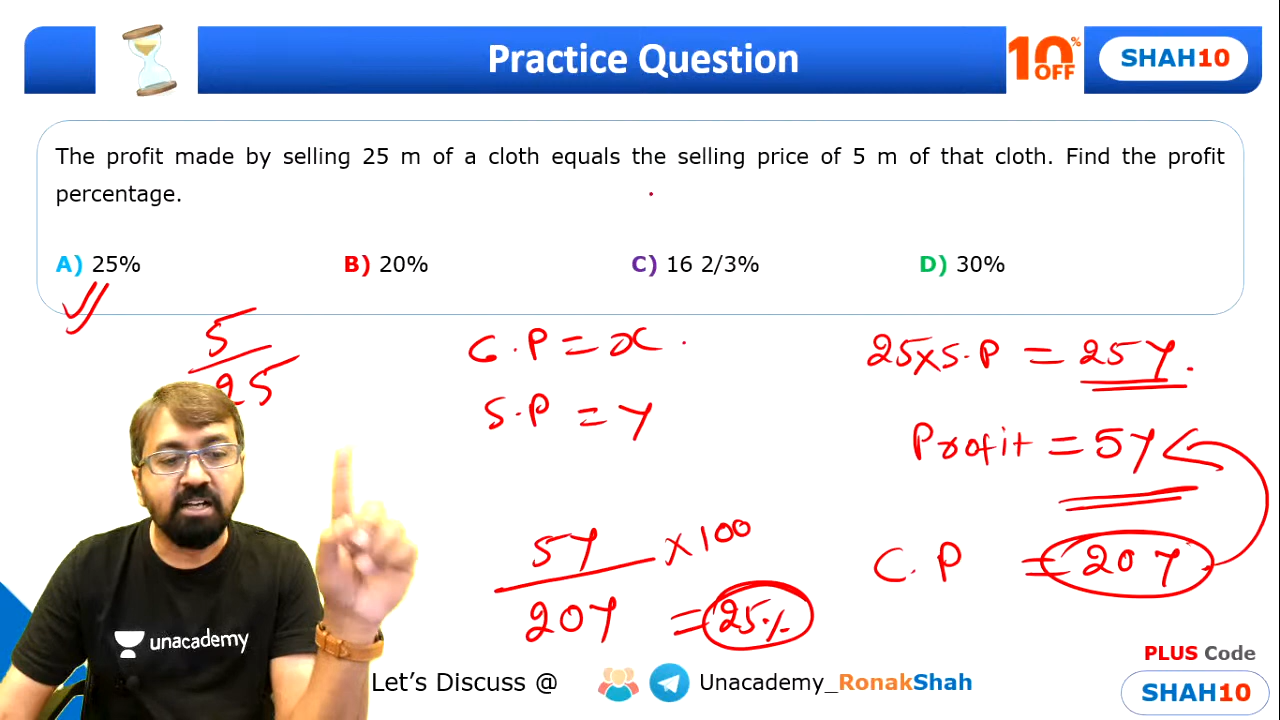 Practice Question
10% OFF
SHAH10
The profit made by selling 25 m of a cloth equals the selling price of 5 m of that cloth. Find the profit
percentage.
A) 25%
B) 20%
C) 16 2/3%
D) 30%
5
25
C.P = x
S.P = Y
25×S.P = 25Y.
Profit = 5Y
C.P = 20Y
5Y × 100
20Y = 25%
unacademy
Let's Discuss @ Unacademy_RonakShah
PLUS Code
SHAH10